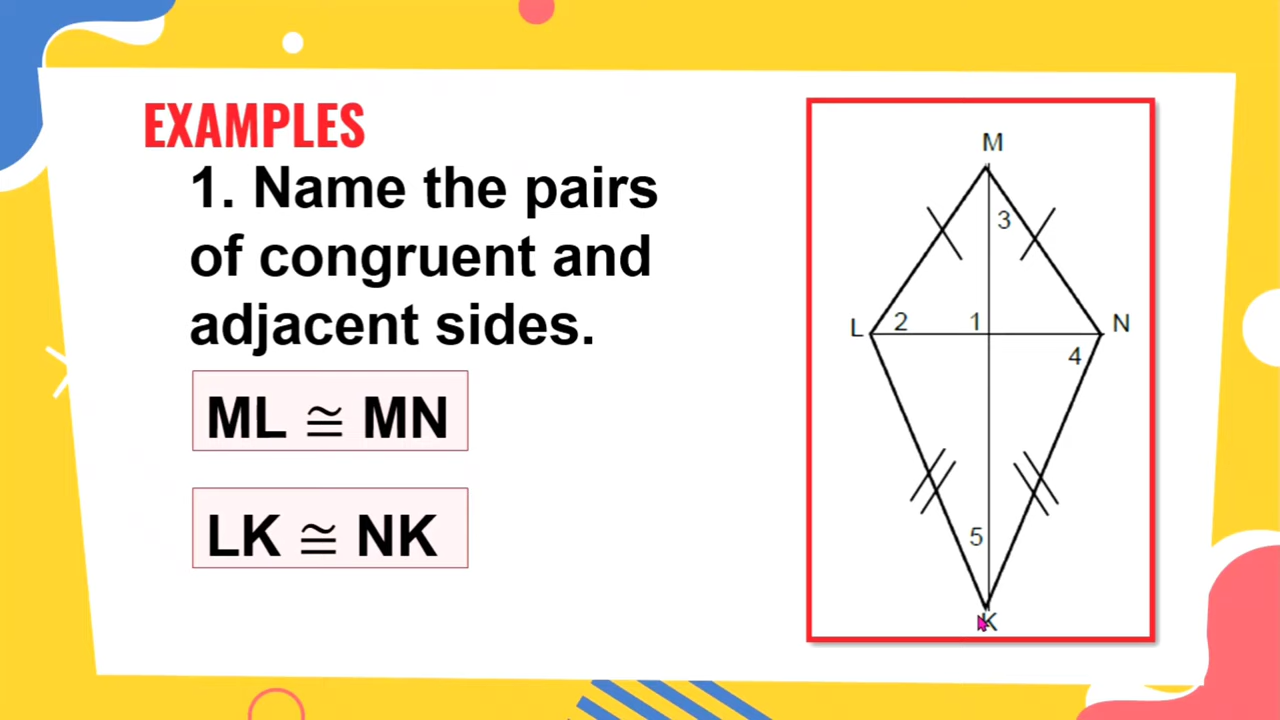 EXAMPLES
1. Name the pairs
of congruent and
adjacent sides.
ML ≅ MN
LK ≅ NK
M
3
L
2
1
N
4
5
K